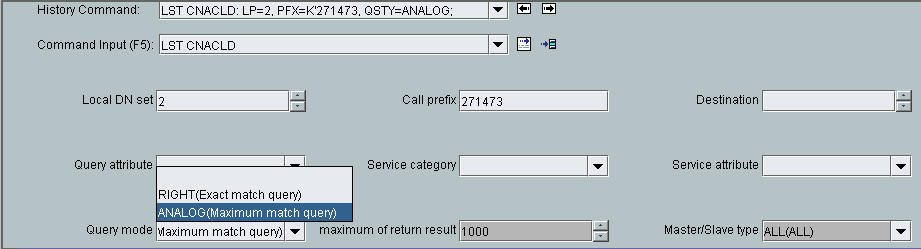 History Command: LST CNACLD: LP=2, PFX=K'271473, QSTY=ANALOG;
Command Input (F5): LST CNACLD
Local DN set 2 Call prefix 271473 Destination
Query attribute Service category Service attribute
RIGHT(Exact match query)
ANALOG(Maximum match query)
Query mode Maximum match query) maximum of return result 1000 Master/Slave type ALL(ALL)